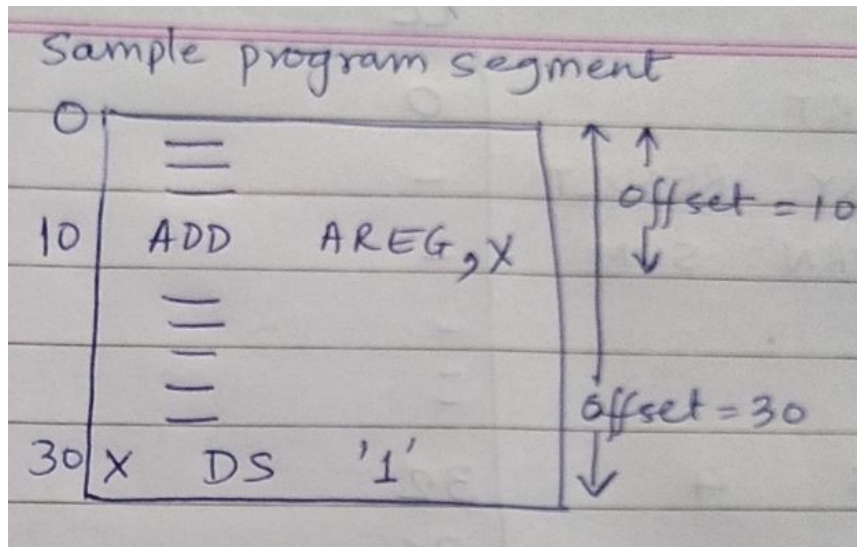 Sample program segment
0
offset = 10
10 ADD AREG, X
offset = 30
30 X DS '1'